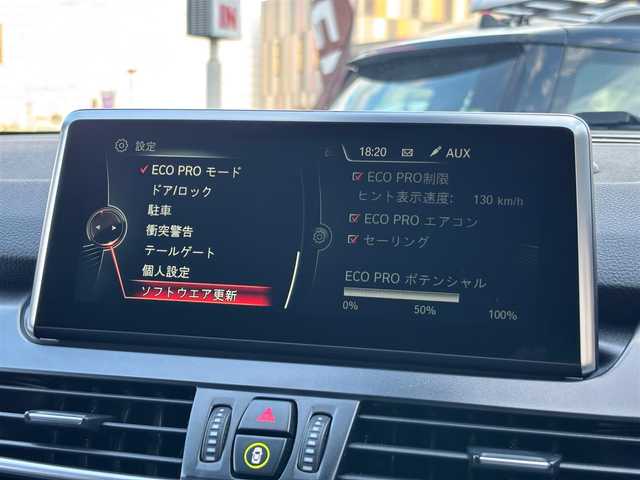 設定
ECO PRO モード
ドア/ロック
駐車
衝突警告
テールゲート
個人設定
ソフトウエア更新
18:20 AUX
ECO PRO制限
ヒント表示速度: 130 km/h
ECO PRO エアコン
セーリング
ECO PRO ポテンシャル
0% 50% 100%